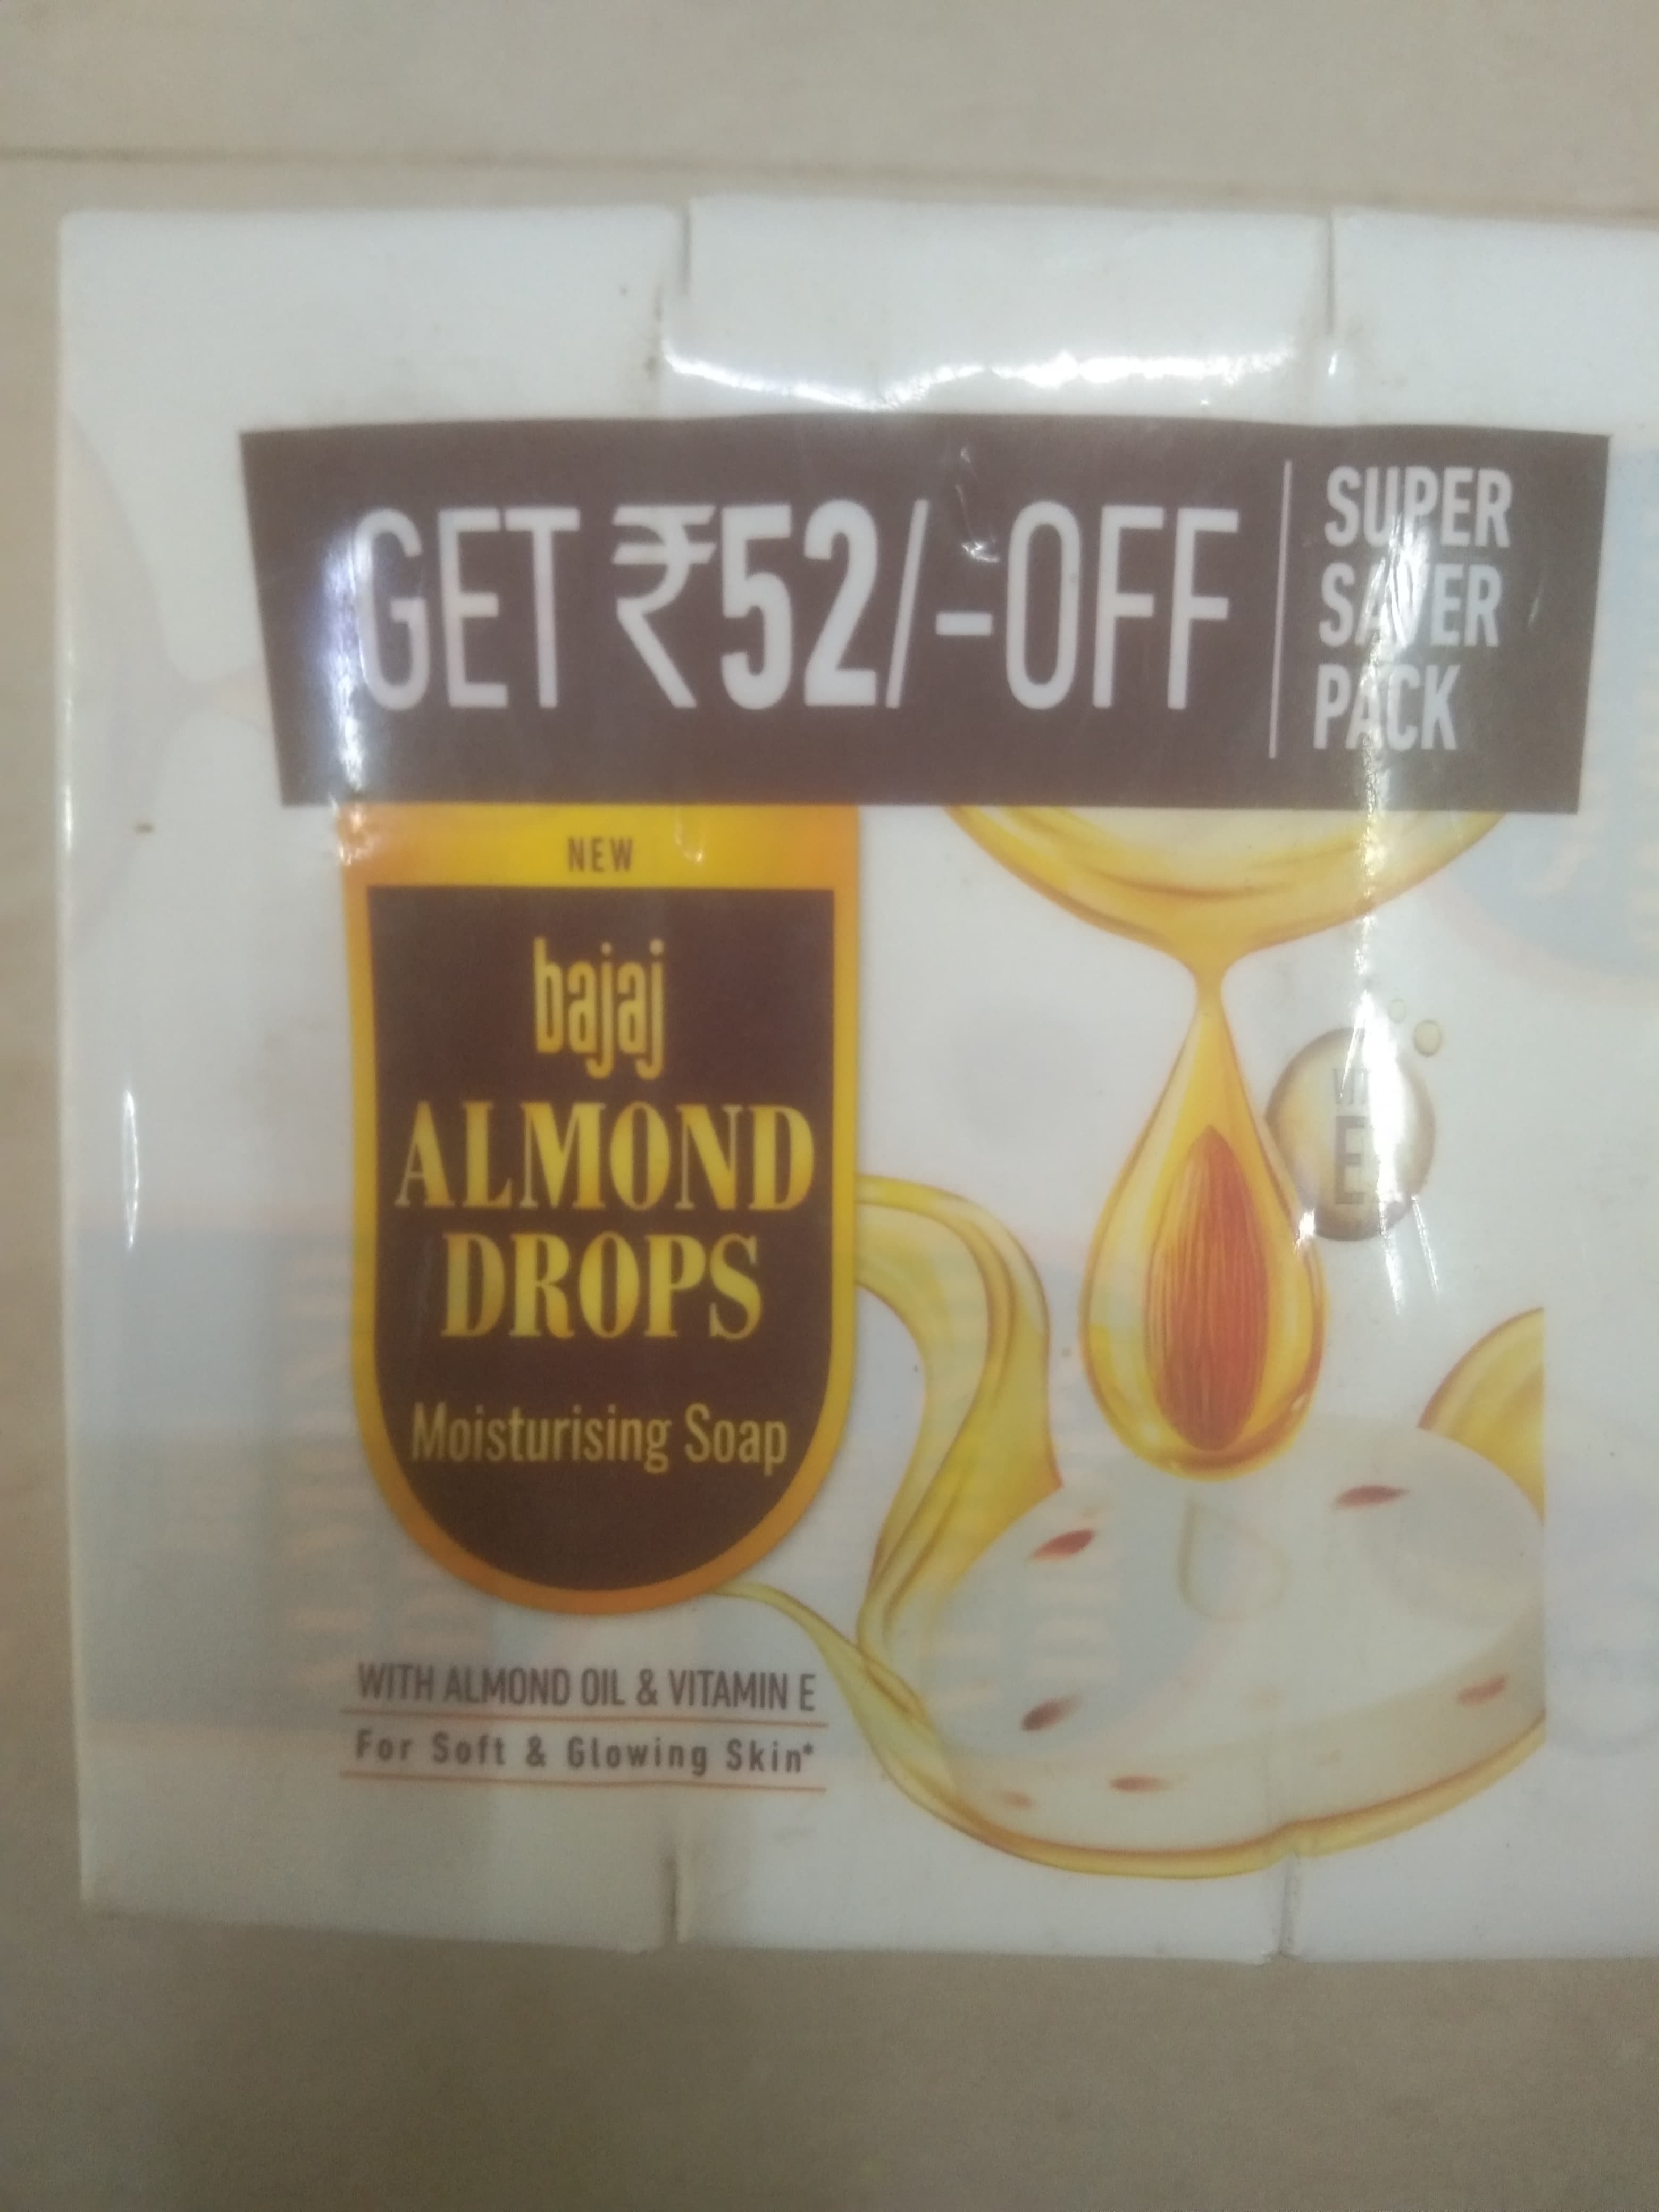 GET ₹52/-OFF
SUPER
SAVER
PACK
NEW
bajaj
ALMOND
DROPS
Moisturising Soap
VIT
E
WITH ALMOND OIL & VITAMIN E
For Soft & Glowing Skin*